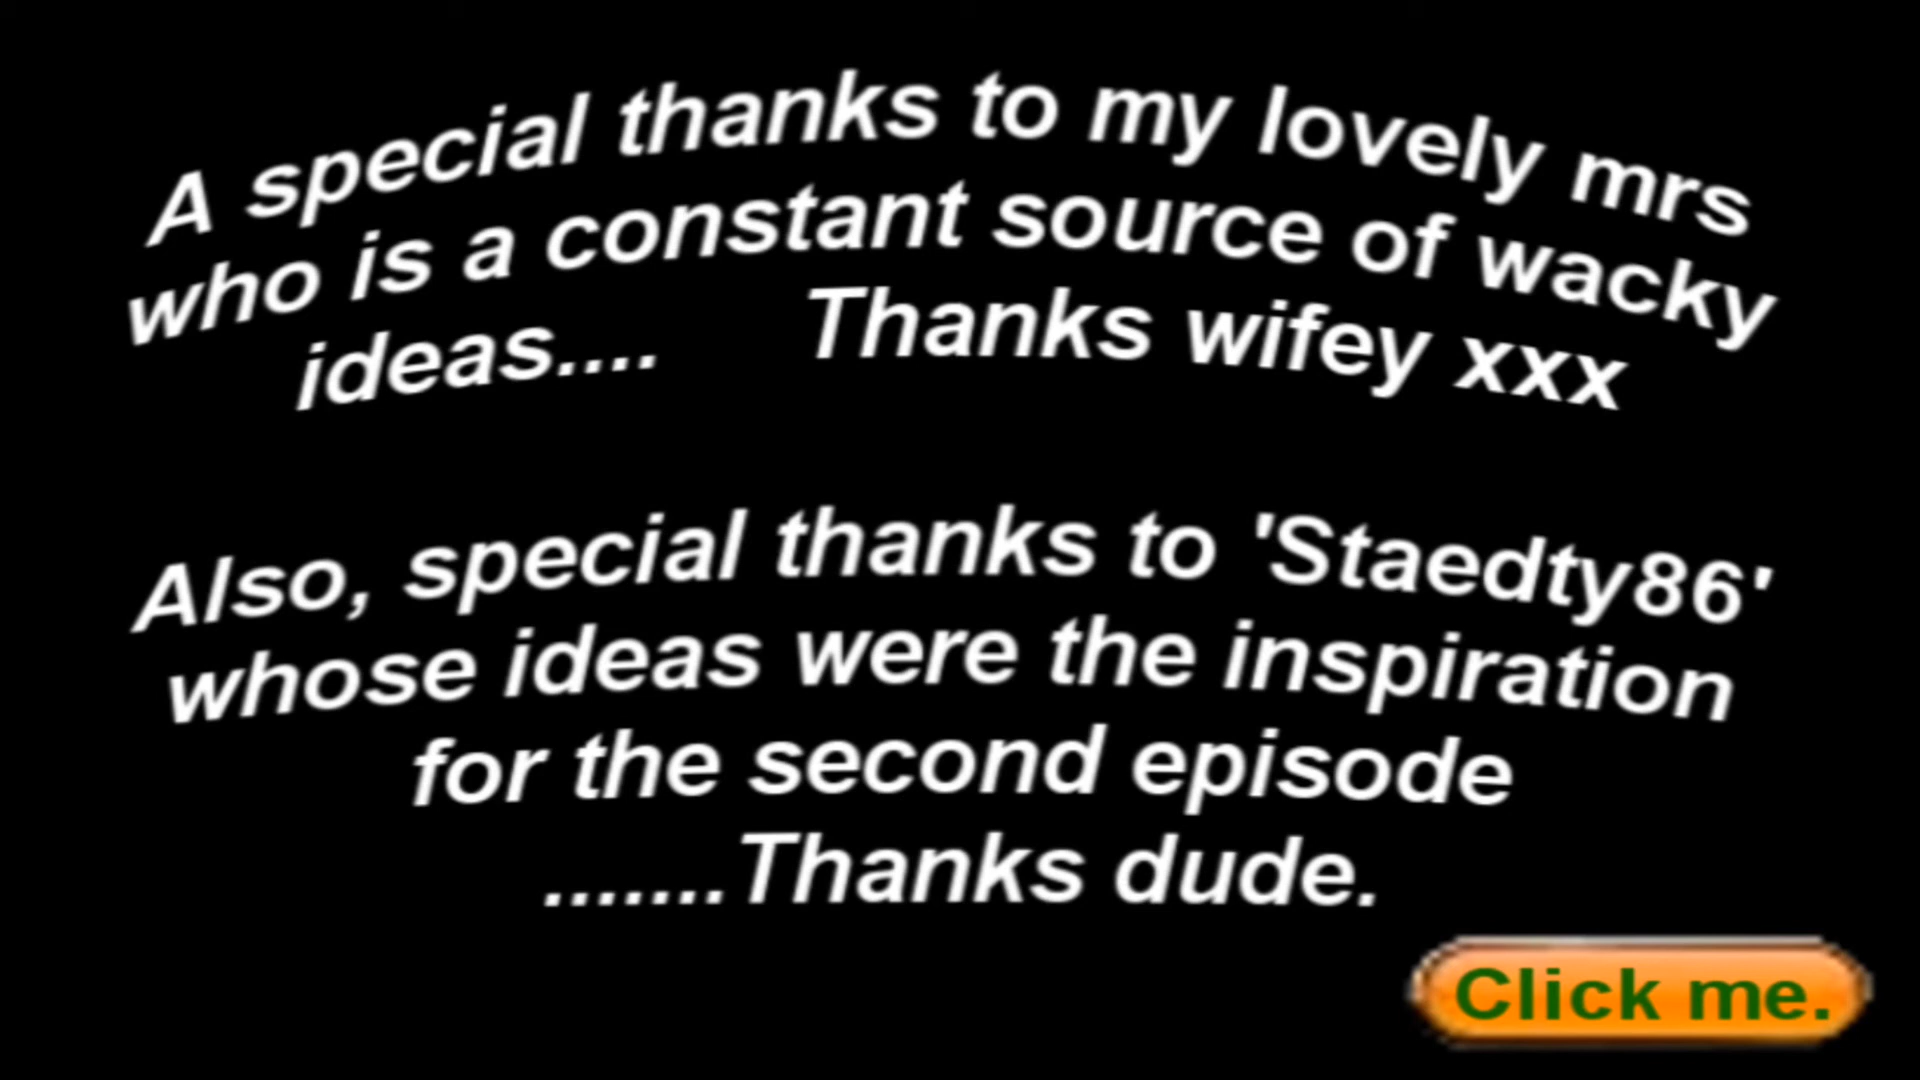 A special thanks to my lovely mrs
who is a constant source of wacky
ideas.... Thanks wifey xxx
Also, special thanks to 'Staedty86'
whose ideas were the inspiration
for the second episode
.......Thanks dude.
Click me.